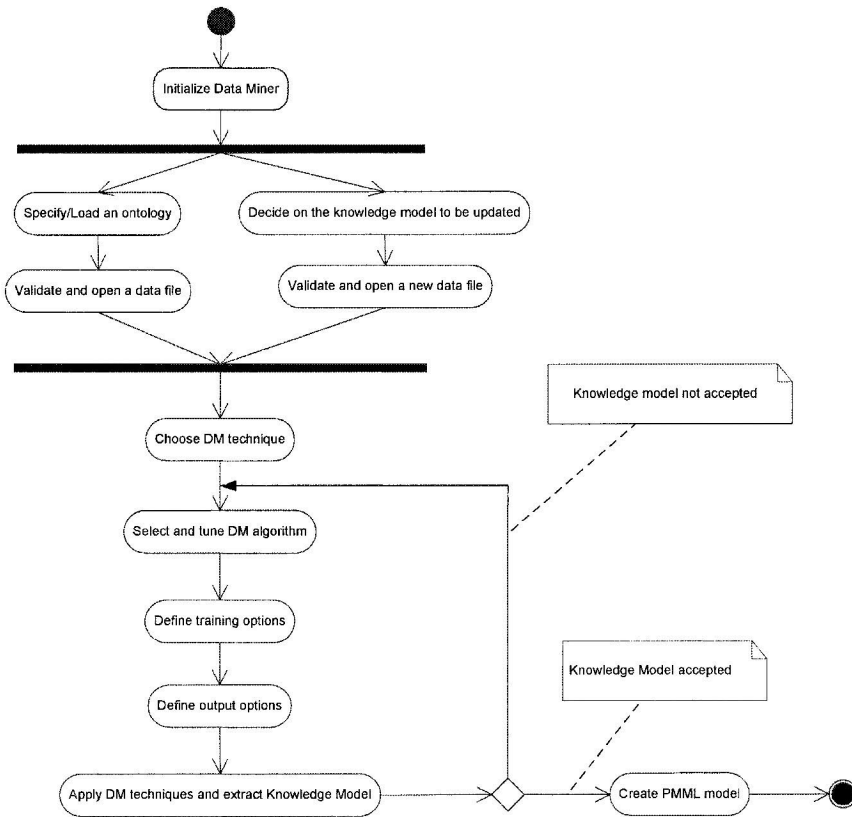 Initialize Data Miner
Specify/Load an ontology
Decide on the knowledge model to be updated
Validate and open a data file
Validate and open a new data file
Knowledge model not accepted
Choose DM technique
Select and tune DM algorithm
Define training options
Knowledge Model accepted
Define output options
Apply DM techniques and extract Knowledge Model
Create PMML model